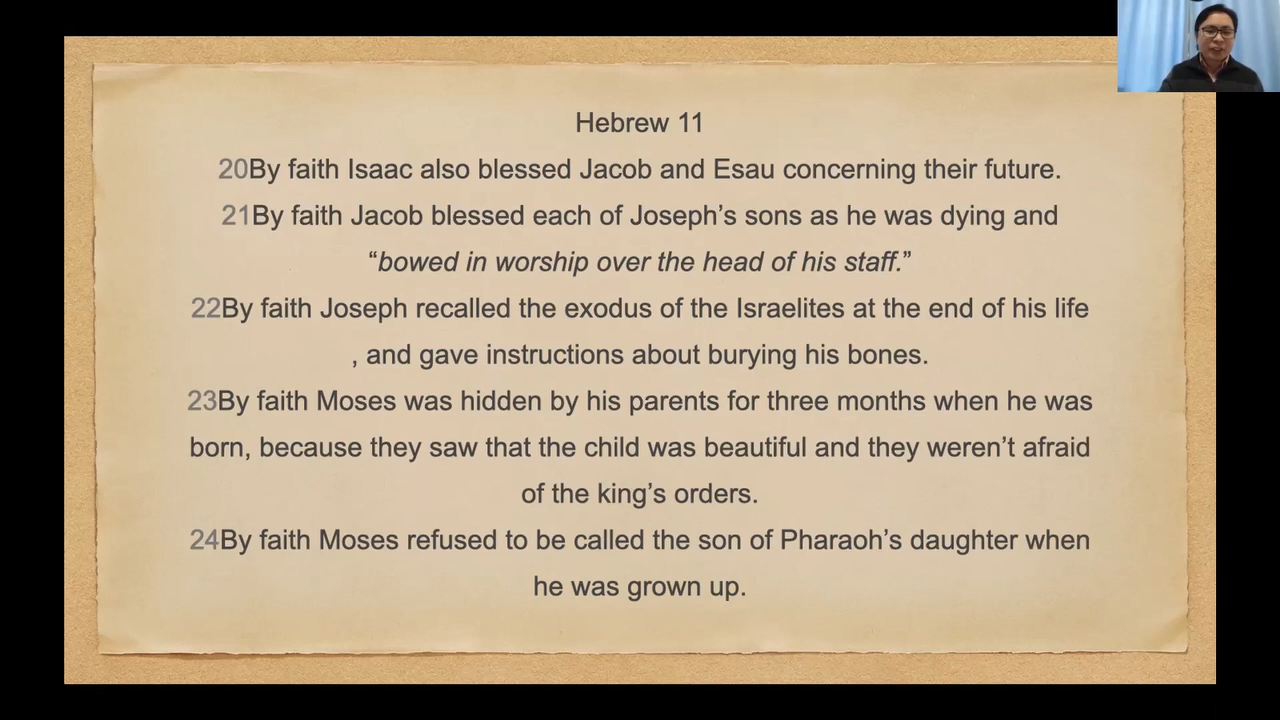 Hebrew 11
20By faith Isaac also blessed Jacob and Esau concerning their future.
21By faith Jacob blessed each of Joseph’s sons as he was dying and
“bowed in worship over the head of his staff.”
22By faith Joseph recalled the exodus of the Israelites at the end of his life
, and gave instructions about burying his bones.
23By faith Moses was hidden by his parents for three months when he was
born, because they saw that the child was beautiful and they weren’t afraid
of the king’s orders.
24By faith Moses refused to be called the son of Pharaoh’s daughter when
he was grown up.